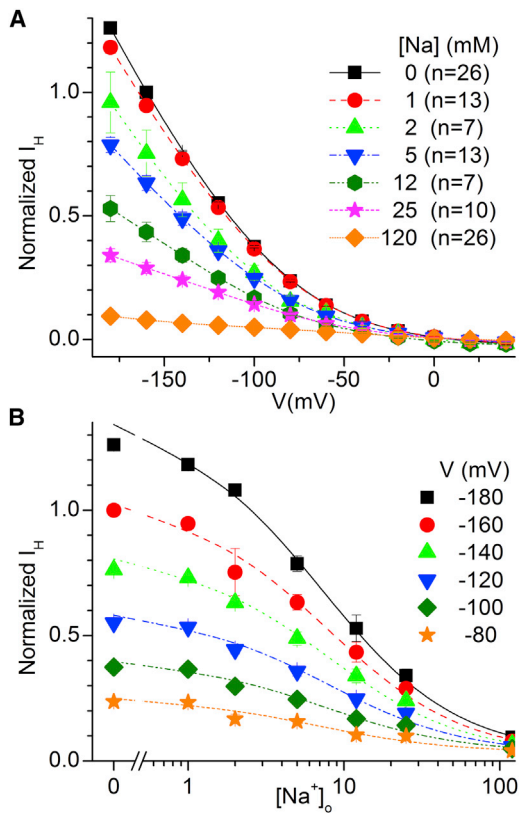 A
[Na] (mM)
0 (n=26)
1 (n=13)
2 (n=7)
5 (n=13)
12 (n=7)
25 (n=10)
120 (n=26)
Normalized I_H
1.0
0.5
0.0
-150 -100 -50 0
V(mV)
B
V (mV)
-180
-160
-140
-120
-100
-80
Normalized I_H
1.0
0.5
0.0
0 1 10 100
[Na⁺]ₒ